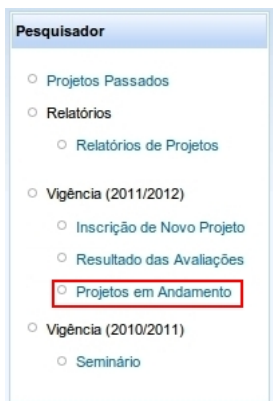 Pesquisador
Projetos Passados
Relatórios
Relatórios de Projetos
Vigência (2011/2012)
Inscrição de Novo Projeto
Resultado das Avaliações
Projetos em Andamento
Vigência (2010/2011)
Seminário